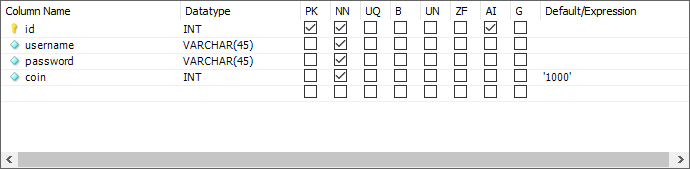 Column Name Datatype PK NN UQ B UN ZF AI G Default/Expression
id INT
username VARCHAR(45)
password VARCHAR(45)
coin INT '1000'